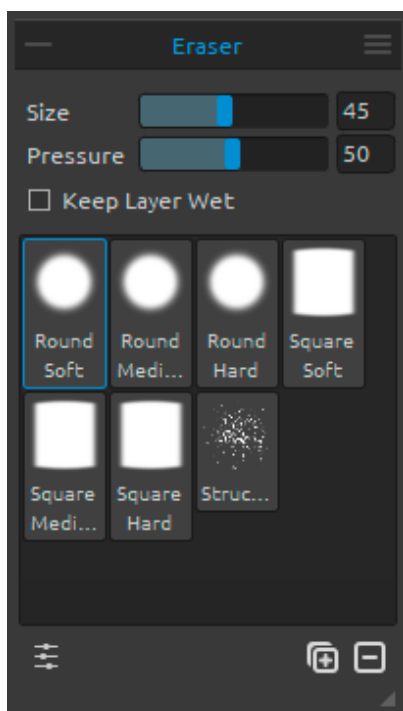 Eraser
Size 45
Pressure 50
Keep Layer Wet
Round Soft
Round Medi...
Round Hard
Square Soft
Square Medi...
Square Hard
Struc...